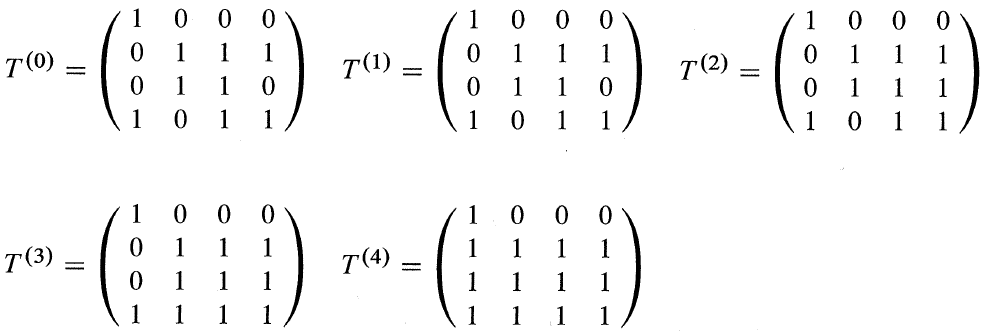 T^(0) = ( 1 0 0 0 ; 0 1 1 1 ; 0 1 1 0 ; 1 0 1 1 ) T^(1) = ( 1 0 0 0 ; 0 1 1 1 ; 0 1 1 0 ; 1 0 1 1 ) T^(2) = ( 1 0 0 0 ; 0 1 1 1 ; 0 1 1 1 ; 1 0 1 1 )
T^(3) = ( 1 0 0 0 ; 0 1 1 1 ; 0 1 1 1 ; 1 1 1 1 ) T^(4) = ( 1 0 0 0 ; 1 1 1 1 ; 1 1 1 1 ; 1 1 1 1 )